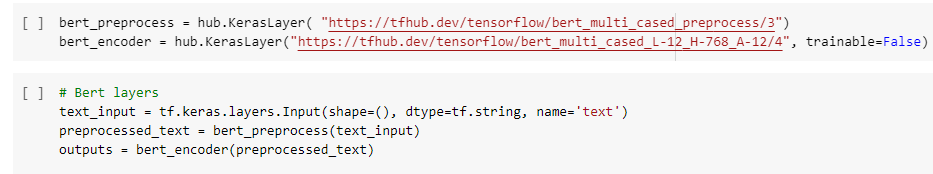 [ ] bert_preprocess = hub.KerasLayer( "https://tfhub.dev/tensorflow/bert_multi_cased_preprocess/3")
bert_encoder = hub.KerasLayer("https://tfhub.dev/tensorflow/bert_multi_cased_L-12_H-768_A-12/4", trainable=False)
[ ] # Bert layers
text_input = tf.keras.layers.Input(shape=(), dtype=tf.string, name='text')
preprocessed_text = bert_preprocess(text_input)
outputs = bert_encoder(preprocessed_text)